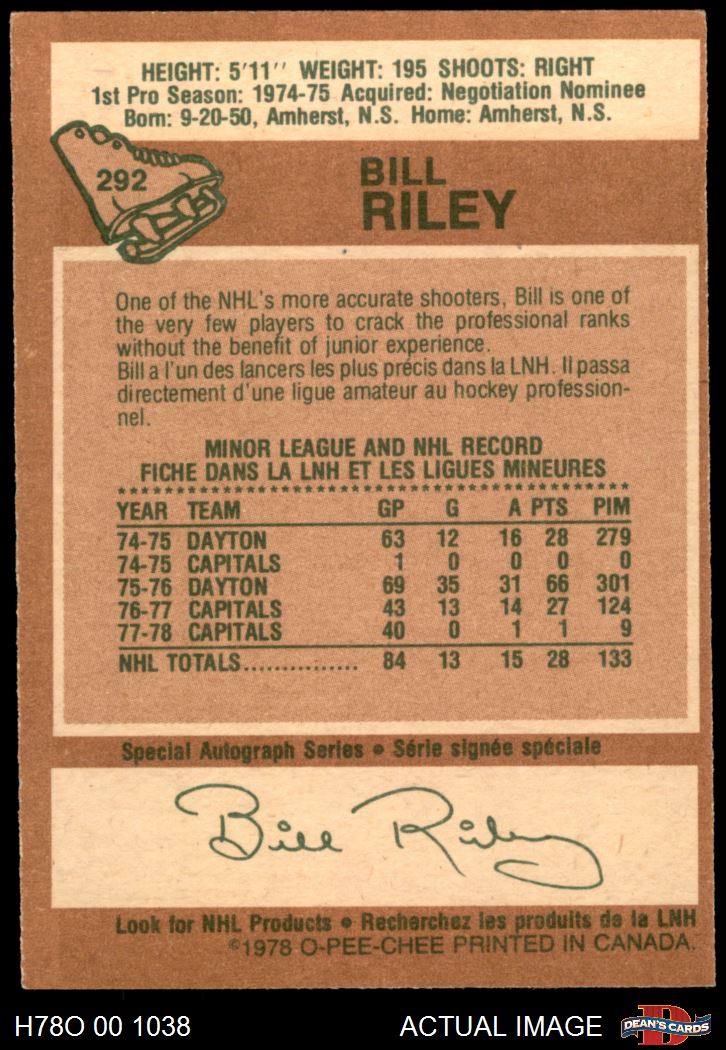 HEIGHT: 5'11'' WEIGHT: 195 SHOOTS: RIGHT
1st Pro Season: 1974-75 Acquired: Negotiation Nominee
Born: 9-20-50, Amherst, N.S. Home: Amherst, N.S.
292
BILL
RILEY
One of the NHL's more accurate shooters, Bill is one of
the very few players to crack the professional ranks
without the benefit of junior experience.
Bill a l'un des lancers les plus précis dans la LNH. Il passa
directement d'une ligue amateur au hockey profession-
nel.
MINOR LEAGUE AND NHL RECORD
FICHE DANS LA LNH ET LES LIGUES MINEURES
YEAR TEAM GP G A PTS PIM
74-75 DAYTON 63 12 16 28 279
74-75 CAPITALS 1 0 0 0 0
75-76 DAYTON 69 35 31 66 301
76-77 CAPITALS 43 13 14 27 124
77-78 CAPITALS 40 0 1 1 9
NHL TOTALS................ 84 13 15 28 133
Special Autograph Series • Série signée spéciale
Bill Riley
Look for NHL Products • Recherchez les produits de la LNH
©1978 O-PEE-CHEE PRINTED IN CANADA.
H78O 00 1038 ACTUAL IMAGE
D
DEAN'S CARDS